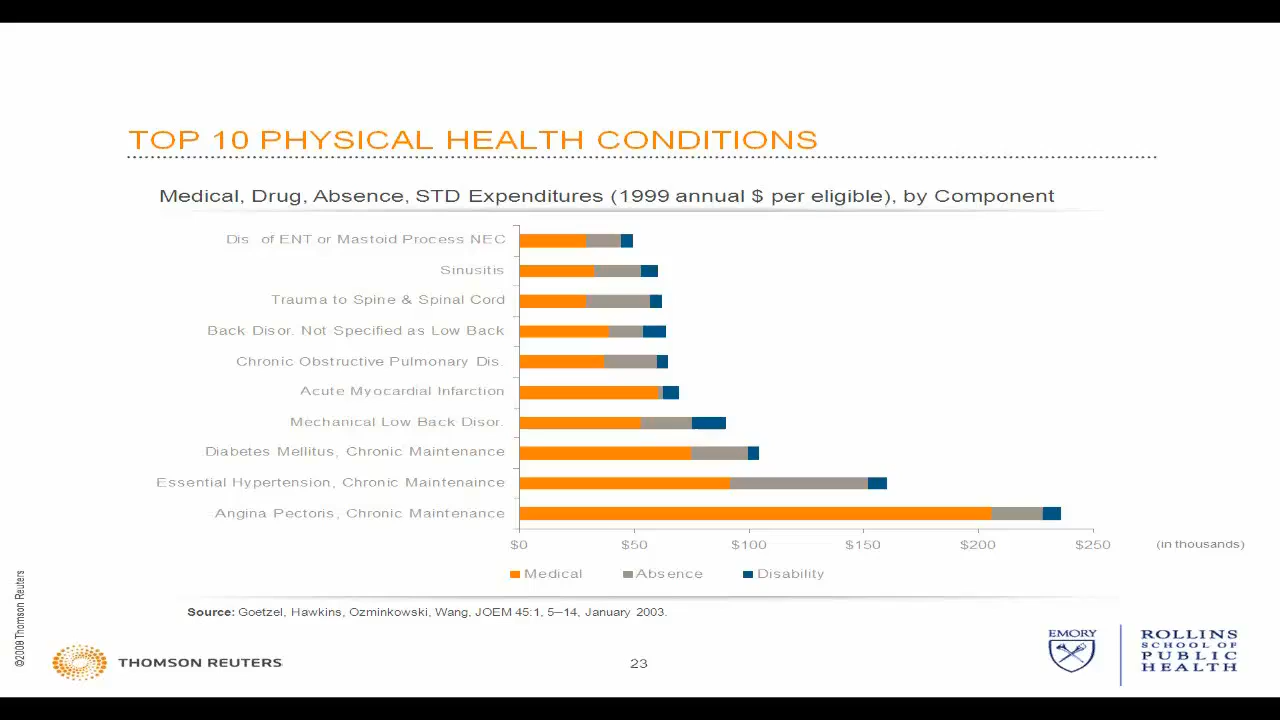 TOP 10 PHYSICAL HEALTH CONDITIONS
Medical, Drug, Absence, STD Expenditures (1999 annual $ per eligible), by Component
Dis of ENT or Mastoid Process NEC
Sinusitis
Trauma to Spine & Spinal Cord
Back Disor. Not Specified as Low Back
Chronic Obstructive Pulmonary Dis.
Acute Myocardial Infarction
Mechanical Low Back Disor.
Diabetes Mellitus, Chronic Maintenance
Essential Hypertension, Chronic Maintenaince
Angina Pectoris, Chronic Maintenance
$0 $50 $100 $150 $200 $250 (in thousands)
Medical Absence Disability
Source: Goetzel, Hawkins, Ozminkowski, Wang, JOEM 45:1, 5–14, January 2003.
©2009 Thomson Reuters
THOMSON REUTERS
23
EMORY
ROLLINS
SCHOOL OF
PUBLIC
HEALTH